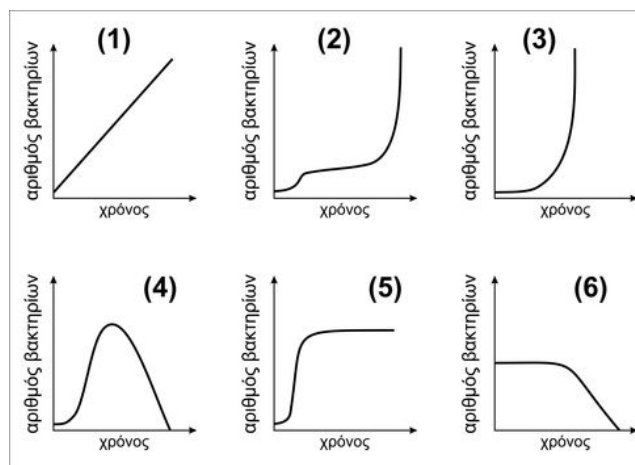 (1)
αριθμός βακτηρίων
χρόνος
(2)
αριθμός βακτηρίων
χρόνος
(3)
αριθμός βακτηρίων
χρόνος
(4)
αριθμός βακτηρίων
χρόνος
(5)
αριθμός βακτηρίων
χρόνος
(6)
αριθμός βακτηρίων
χρόνος